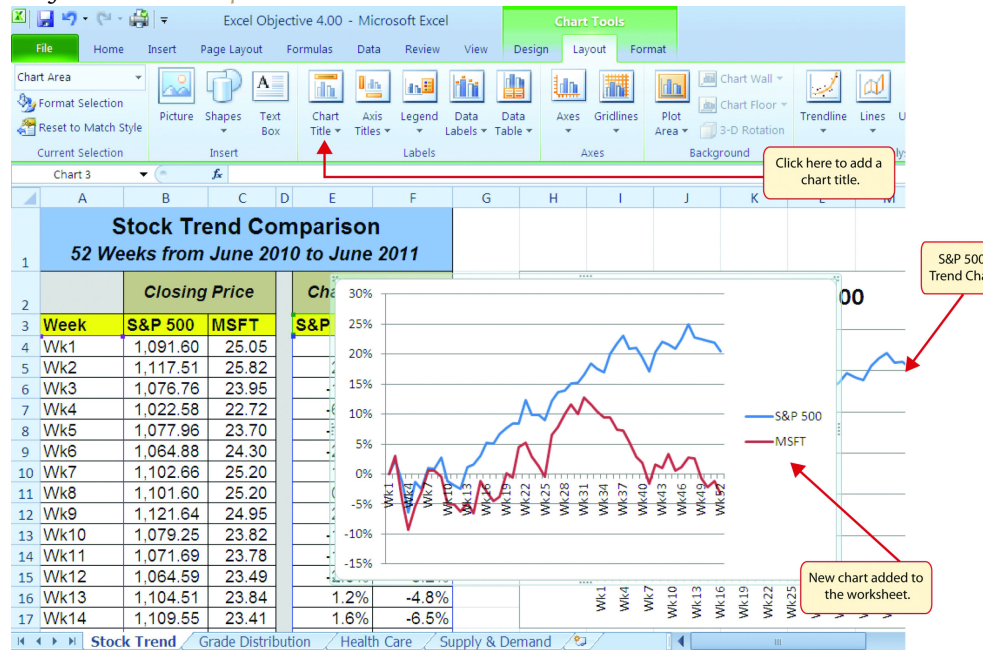 Excel Objective 4.00 - Microsoft Excel
Chart Tools
File Home Insert Page Layout Formulas Data Review View Design Layout Format
Chart Area
Format Selection
Reset to Match Style
Current Selection
Picture Shapes Text Box
Insert
Chart Title Axis Titles Legend Data Labels Data Table
Labels
Axes Gridlines
Axes
Plot Area
Chart Wall
Chart Floor
3-D Rotation
Background
Trendline Lines
Click here to add a
chart title.
Chart 3 fx
A B C D E F G H I J K L M
1 Stock Trend Comparison
52 Weeks from June 2010 to June 2011
2 Closing Price
3 Week S&P 500 MSFT S&P
4 Wk1 1,091.60 25.05
5 Wk2 1,117.51 25.82
6 Wk3 1,076.76 23.95
7 Wk4 1,022.58 22.72
8 Wk5 1,077.96 23.70
9 Wk6 1,064.88 24.30
10 Wk7 1,102.66 25.20
11 Wk8 1,101.60 25.20
12 Wk9 1,121.64 24.95
13 Wk10 1,079.25 23.82
14 Wk11 1,071.69 23.78
15 Wk12 1,064.59 23.49
16 Wk13 1,104.51 23.84 1.2% -4.8%
17 Wk14 1,109.55 23.41 1.6% -6.5%
30%
25%
20%
15%
10%
5%
0%
-5%
-10%
-15%
Wk1 Wk4 Wk7 Wk10 Wk13 Wk16 Wk19 Wk22 Wk25 Wk28 Wk31 Wk34 Wk37 Wk40 Wk43 Wk46 Wk49 Wk52
S&P 500
MSFT
00
S&P 500
Trend Cha
New chart added to
the worksheet.
Wk1 Wk4 Wk7 Wk10 Wk13 Wk16 Wk19 Wk22 Wk25
Stock Trend Grade Distribution Health Care Supply & Demand